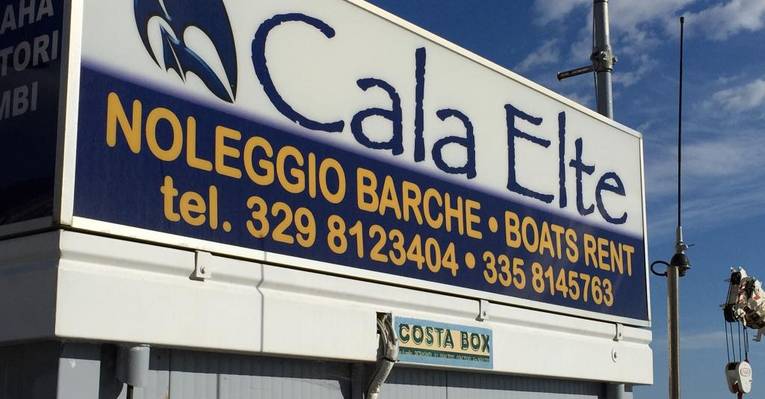 AHA
TORI
MBI
Cala Elte
NOLEGGIO BARCHE • BOATS RENT
tel. 329 8123404 • 335 8145763
COSTA BOX